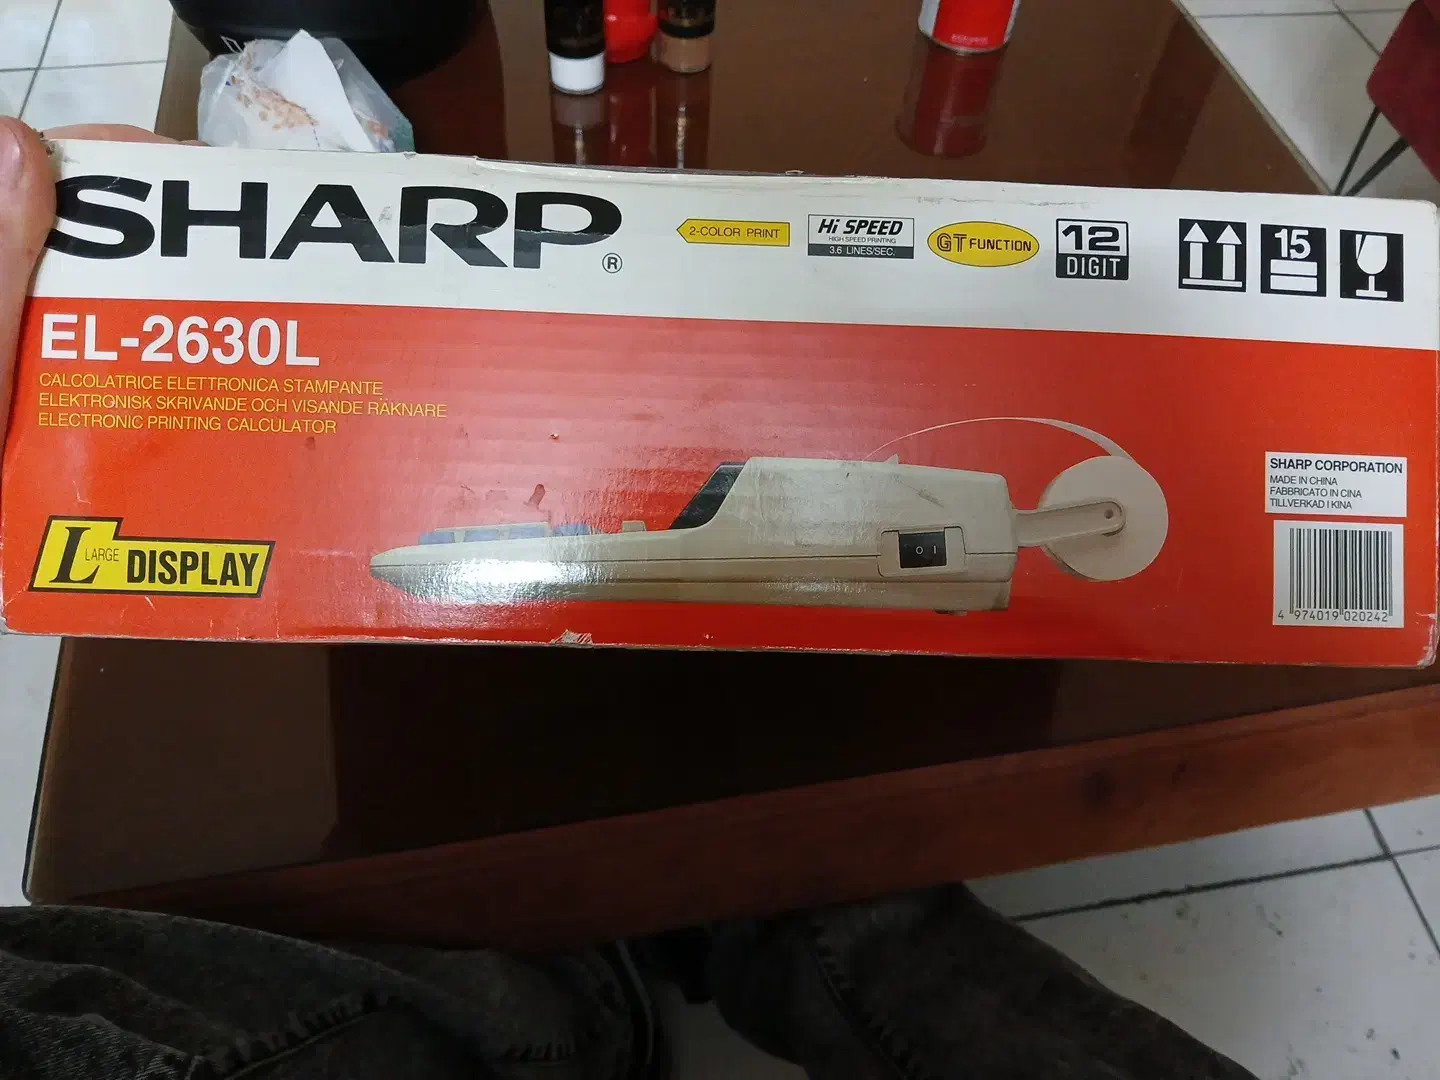 SHARP®
2-COLOR PRINT
Hi SPEED
HIGH SPEED PRINTING
3.6 LINES/SEC.
GT FUNCTION
12
DIGIT
15
EL-2630L
CALCOLATRICE ELETTRONICA STAMPANTE
ELEKTRONISK SKRIVANDE OCH VISANDE RÄKNARE
ELECTRONIC PRINTING CALCULATOR
L LARGE DISPLAY
O I
SHARP CORPORATION
MADE IN CHINA
FABBRICATO IN CINA
TILLVERKAD I KINA
4 974019 020242